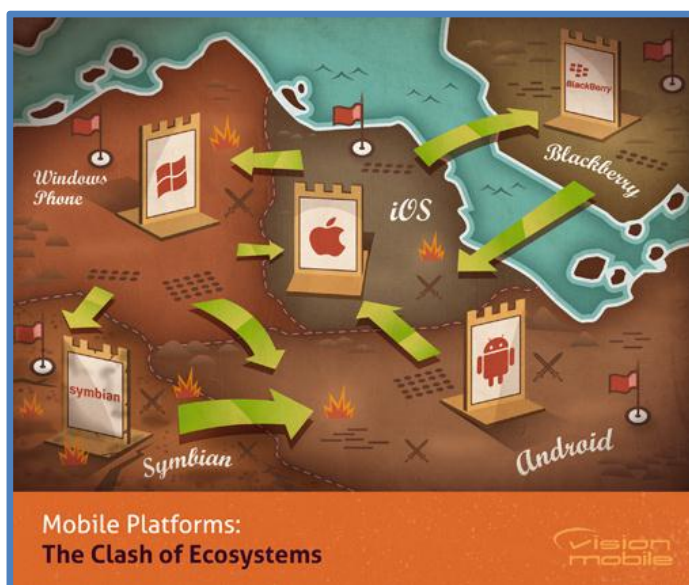 BlackBerry
Blackberry
Windows
Phone
iOS
symbian
Symbian
Android
Mobile Platforms:
The Clash of Ecosystems
vision
mobile